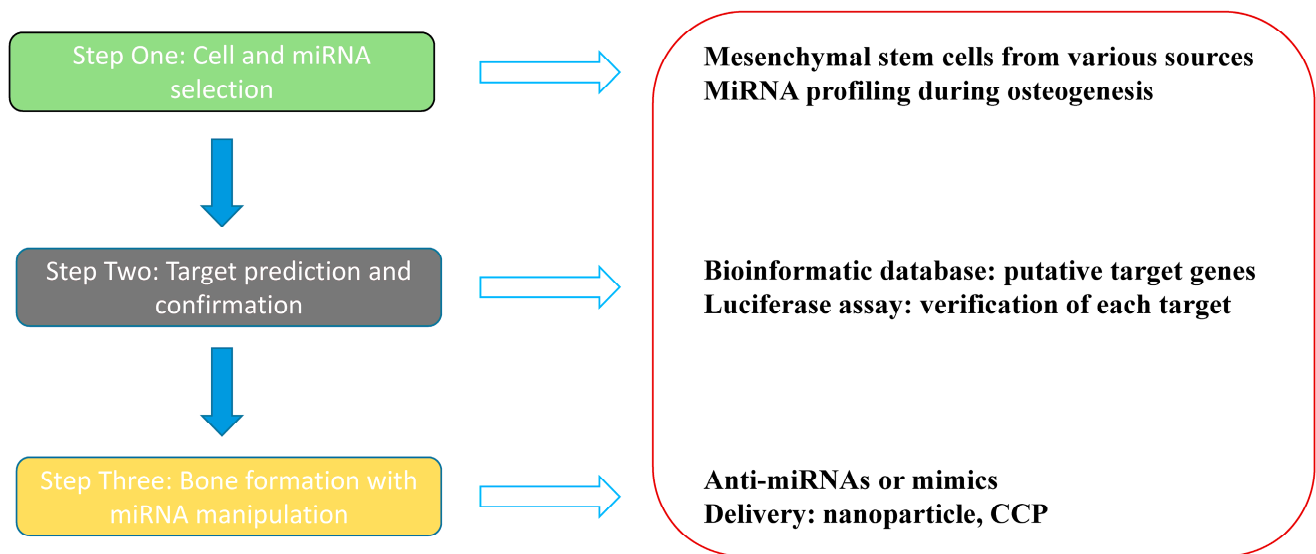 Step One: Cell and miRNA
selection
Mesenchymal stem cells from various sources
MiRNA profiling during osteogenesis
Step Two: Target prediction and
confirmation
Bioinformatic database: putative target genes
Luciferase assay: verification of each target
Step Three: Bone formation with
miRNA manipulation
Anti-miRNAs or mimics
Delivery: nanoparticle, CCP